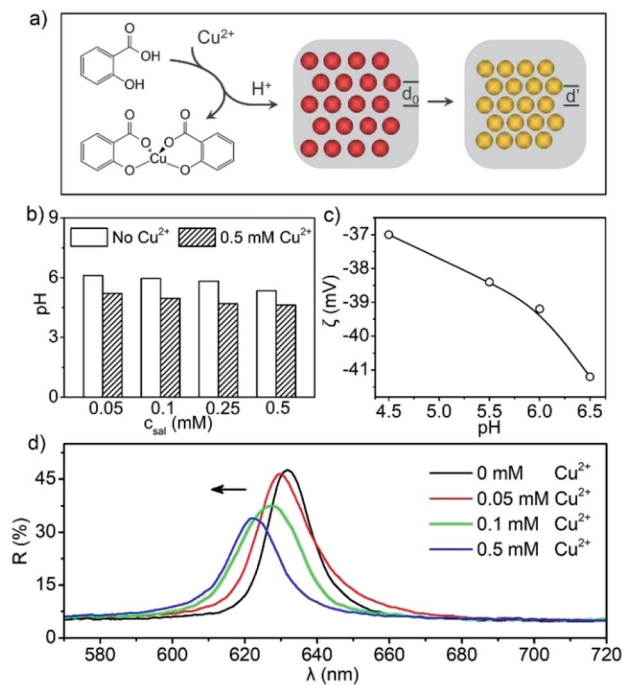 a)
O
OH
OH
Cu²⁺
H⁺
O
O
O
O
Cu
O
O
d₀
d'
b)
No Cu²⁺
0.5 mM Cu²⁺
pH
9
6
3
0
0.05
0.1
0.25
0.5
c_sal (mM)
c)
ζ (mV)
-37
-38
-39
-40
-41
4.5
5.0
5.5
6.0
6.5
pH
d)
R (%)
45
30
15
0
0 mM Cu²⁺
0.05 mM Cu²⁺
0.1 mM Cu²⁺
0.5 mM Cu²⁺
580
600
620
640
660
680
700
720
λ (nm)